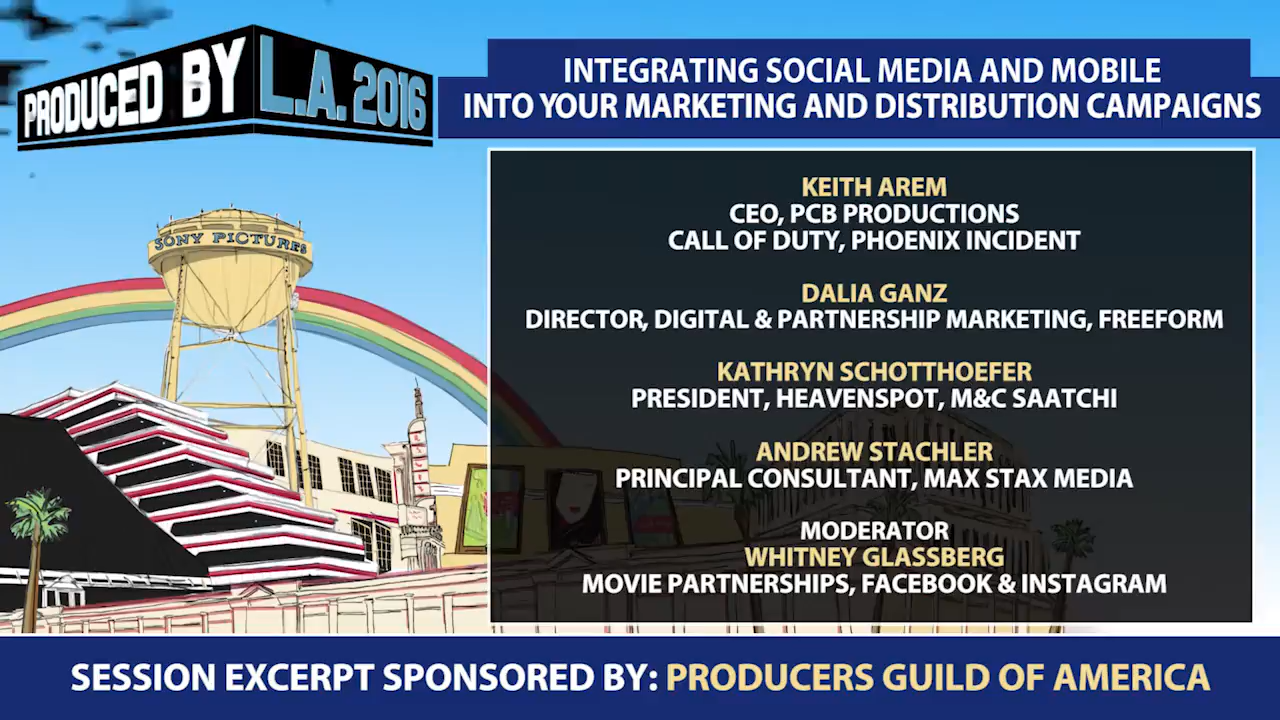 PRODUCED BY L.A. 2016
INTEGRATING SOCIAL MEDIA AND MOBILE
INTO YOUR MARKETING AND DISTRIBUTION CAMPAIGNS
SONY PICTURES
KEITH AREM
CEO, PCB PRODUCTIONS
CALL OF DUTY, PHOENIX INCIDENT
DALIA GANZ
DIRECTOR, DIGITAL & PARTNERSHIP MARKETING, FREEFORM
KATHRYN SCHOTTHOEFER
PRESIDENT, HEAVENSPOT, M&C SAATCHI
ANDREW STACHLER
PRINCIPAL CONSULTANT, MAX STAX MEDIA
MODERATOR
WHITNEY GLASSBERG
MOVIE PARTNERSHIPS, FACEBOOK & INSTAGRAM
SESSION EXCERPT SPONSORED BY: PRODUCERS GUILD OF AMERICA